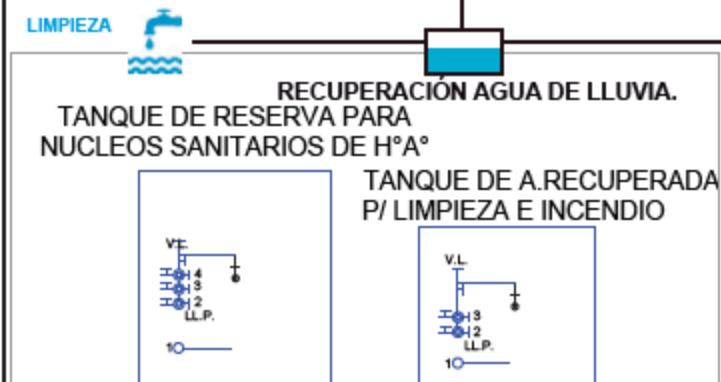 LIMPIEZA
RECUPERACIÓN AGUA DE LLUVIA.
TANQUE DE RESERVA PARA
NUCLEOS SANITARIOS DE H°A°
TANQUE DE A.RECUPERADA
P/ LIMPIEZA E INCENDIO
V.L.
4
3
2
LL.P.
1
V.L.
3
2
LL.P.
1